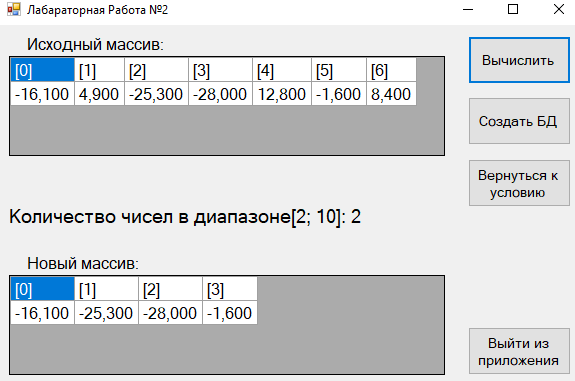 Лабараторная Работа №2
Исходный массив:
[0] [1] [2] [3] [4] [5] [6]
-16,100 4,900 -25,300 -28,000 12,800 -1,600 8,400
Вычислить
Создать БД
Вернуться к
условию
Количество чисел в диапазоне[2; 10]: 2
Новый массив:
[0] [1] [2] [3]
-16,100 -25,300 -28,000 -1,600
Выйти из
приложения